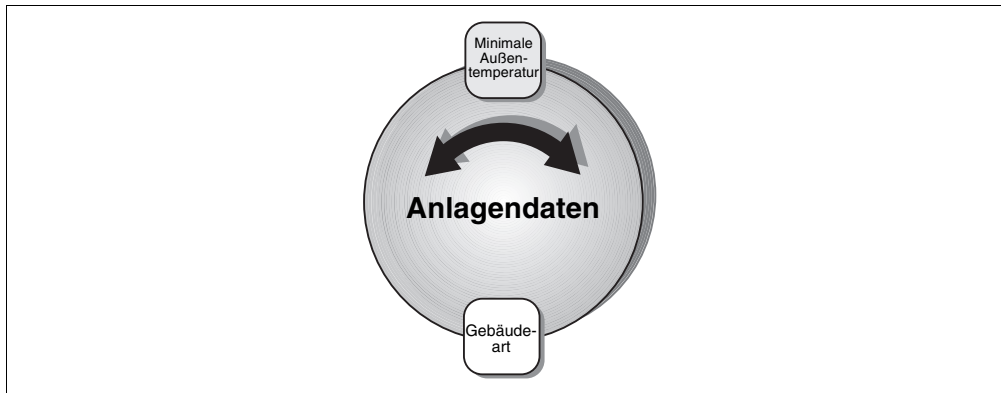 Minimale
Außen-
temperatur
Anlagendaten
Gebäude-
art